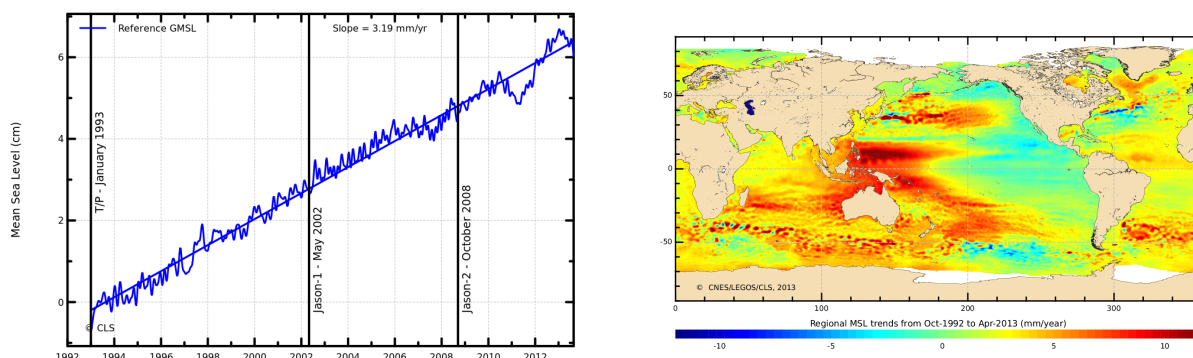 Reference GMSL
Slope = 3.19 mm/yr
Mean Sea Level (cm)
6
4
2
0
T/P - January 1993
Jason-1 - May 2002
Jason-2 - October 2008
© CLS
1992 1994 1996 1998 2000 2002 2004 2006 2008 2010 2012
50
0
-50
© CNES/LEGOS/CLS, 2013
0 100 200 300
Regional MSL trends from Oct-1992 to Apr-2013 (mm/year)
-10 -5 0 5 10